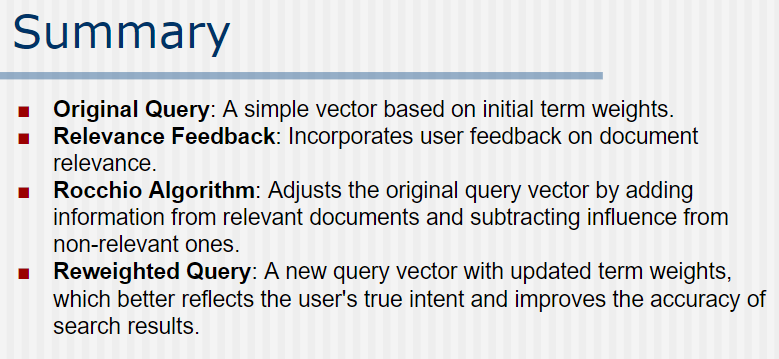 Summary
■ Original Query: A simple vector based on initial term weights.
■ Relevance Feedback: Incorporates user feedback on document
relevance.
■ Rocchio Algorithm: Adjusts the original query vector by adding
information from relevant documents and subtracting influence from
non-relevant ones.
■ Reweighted Query: A new query vector with updated term weights,
which better reflects the user's true intent and improves the accuracy of
search results.